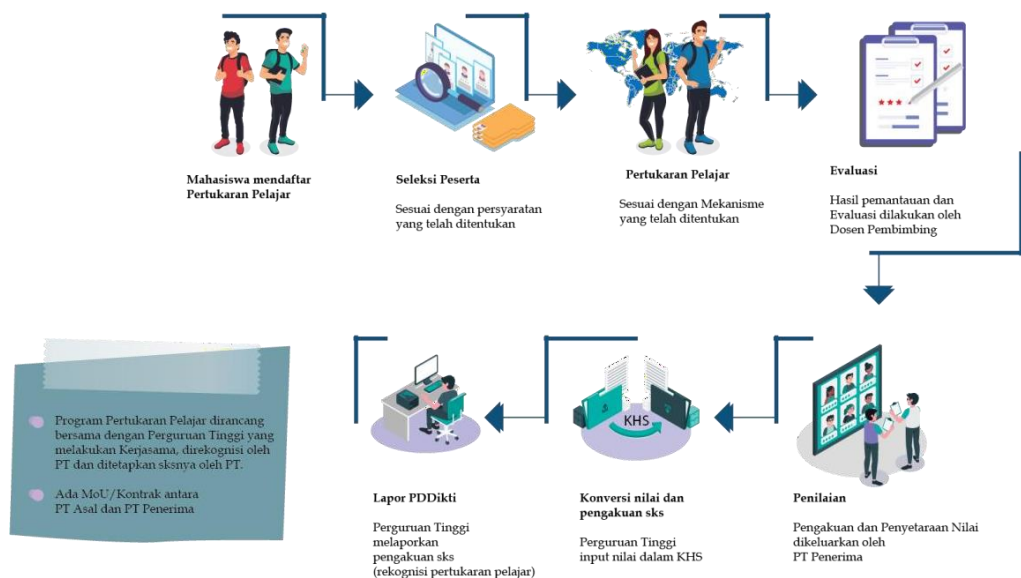 Mahasiswa mendaftar
Pertukaran Pelajar
Seleksi Peserta
Sesuai dengan persyaratan
yang telah ditentukan
Pertukaran Pelajar
Sesuai dengan Mekanisme
yang telah ditentukan
Evaluasi
Hasil pemantauan dan
Evaluasi dilakukan oleh
Dosen Pembimbing
Penilaian
Pengakuan dan Penyetaraan Nilai
dikeluarkan oleh
PT Penerima
KHS
Konversi nilai dan
pengakuan sks
Perguruan Tinggi
input nilai dalam KHS
Lapor PDDikti
Perguruan Tinggi
melaporkan
pengakuan sks
(rekognisi pertukaran pelajar)
Program Pertukaran Pelajar dirancang
bersama dengan Perguruan Tinggi yang
melakukan Kerjasama, direkognisi oleh
PT dan ditetapkan sksnya oleh PT.
Ada MoU/Kontrak antara
PT Asal dan PT Penerima